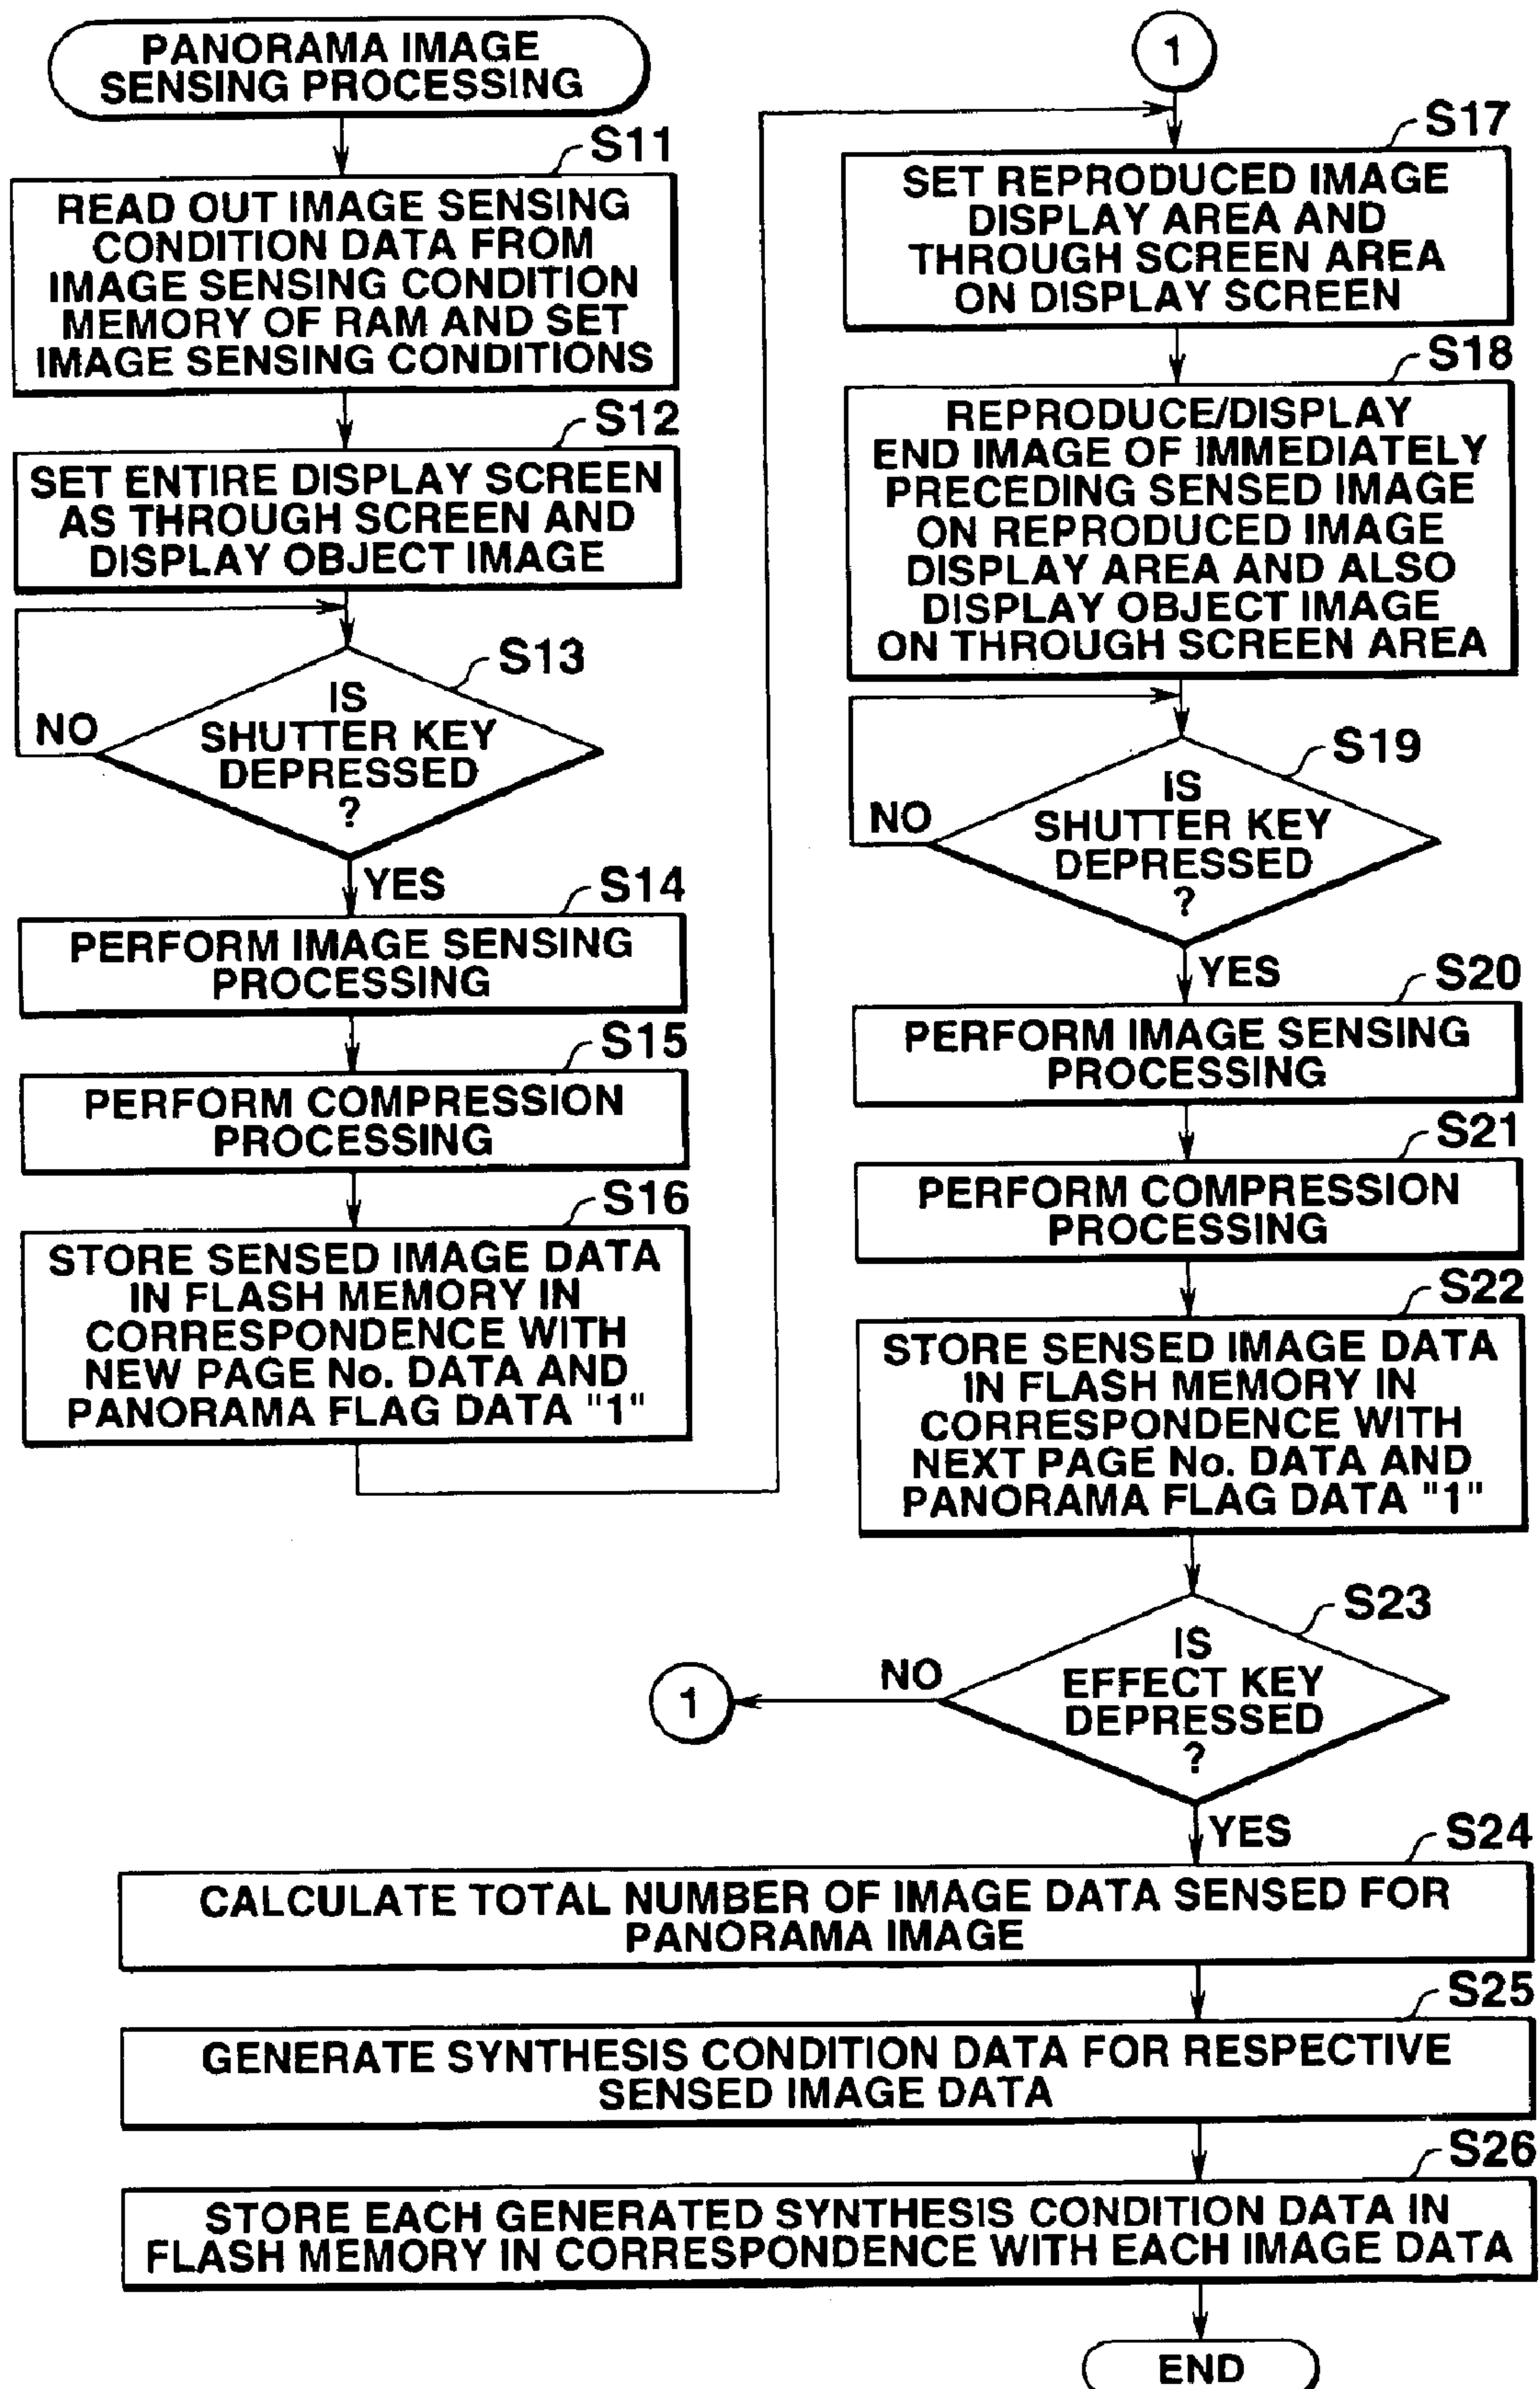 PANORAMA IMAGE
SENSING PROCESSING
S11
READ OUT IMAGE SENSING
CONDITION DATA FROM
IMAGE SENSING CONDITION
MEMORY OF RAM AND SET
IMAGE SENSING CONDITIONS
S12
SET ENTIRE DISPLAY SCREEN
AS THROUGH SCREEN AND
DISPLAY OBJECT IMAGE
S13
IS
SHUTTER KEY
DEPRESSED
?
NO
YES
S14
PERFORM IMAGE SENSING
PROCESSING
S15
PERFORM COMPRESSION
PROCESSING
S16
STORE SENSED IMAGE DATA
IN FLASH MEMORY IN
CORRESPONDENCE WITH
NEW PAGE No. DATA AND
PANORAMA FLAG DATA "1"
1
S17
SET REPRODUCED IMAGE
DISPLAY AREA AND
THROUGH SCREEN AREA
ON DISPLAY SCREEN
S18
REPRODUCE/DISPLAY
END IMAGE OF IMMEDIATELY
PRECEDING SENSED IMAGE
ON REPRODUCED IMAGE
DISPLAY AREA AND ALSO
DISPLAY OBJECT IMAGE
ON THROUGH SCREEN AREA
S19
IS
SHUTTER KEY
DEPRESSED
?
NO
YES
S20
PERFORM IMAGE SENSING
PROCESSING
S21
PERFORM COMPRESSION
PROCESSING
S22
STORE SENSED IMAGE DATA
IN FLASH MEMORY IN
CORRESPONDENCE WITH
NEXT PAGE No. DATA AND
PANORAMA FLAG DATA "1"
S23
IS
EFFECT KEY
DEPRESSED
?
NO
1
YES
S24
CALCULATE TOTAL NUMBER OF IMAGE DATA SENSED FOR
PANORAMA IMAGE
S25
GENERATE SYNTHESIS CONDITION DATA FOR RESPECTIVE
SENSED IMAGE DATA
S26
STORE EACH GENERATED SYNTHESIS CONDITION DATA IN
FLASH MEMORY IN CORRESPONDENCE WITH EACH IMAGE DATA
END